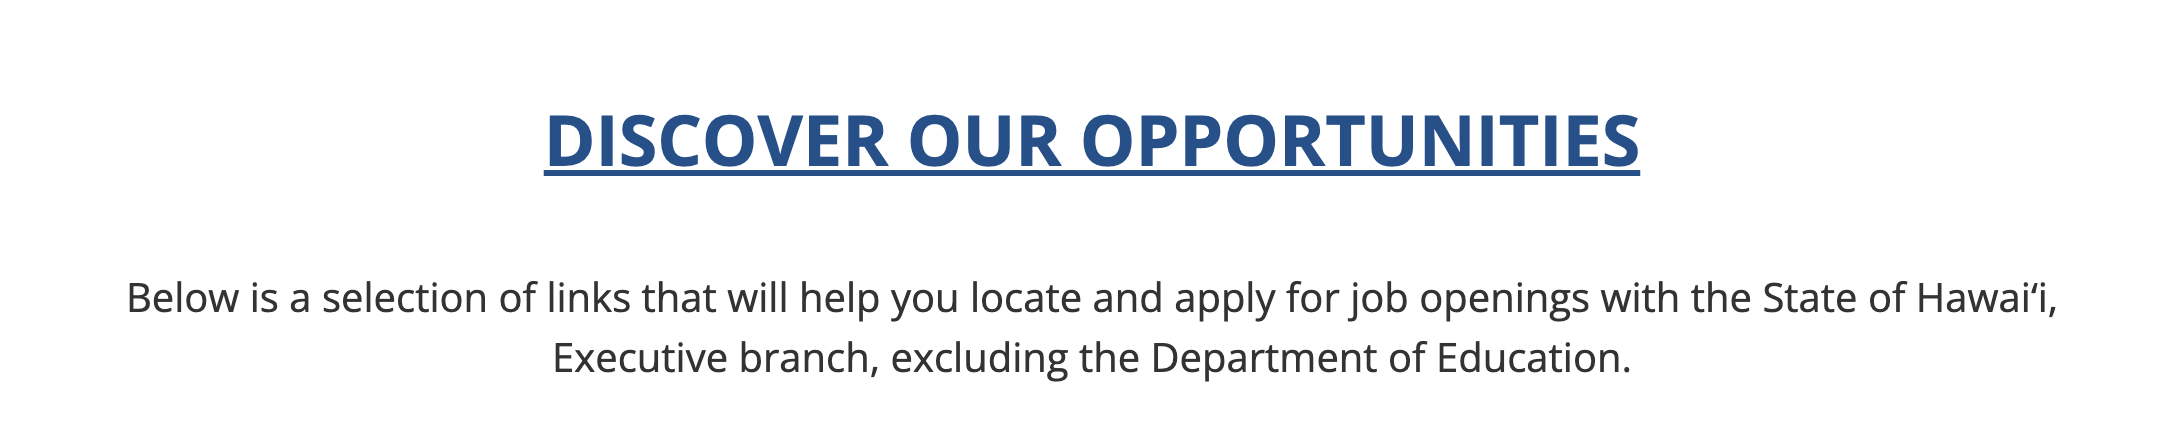 DISCOVER OUR OPPORTUNITIES
Below is a selection of links that will help you locate and apply for job openings with the State of Hawai‘i,
Executive branch, excluding the Department of Education.